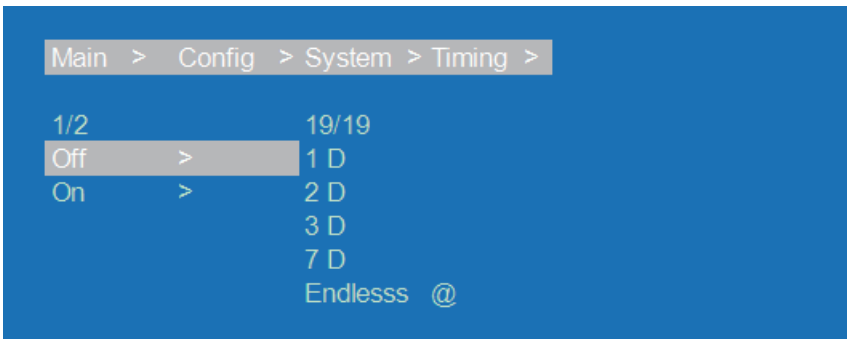 Main > Config > System > Timing >
1/2 19/19
Off > 1 D
On > 2 D
3 D
7 D
Endlesss @